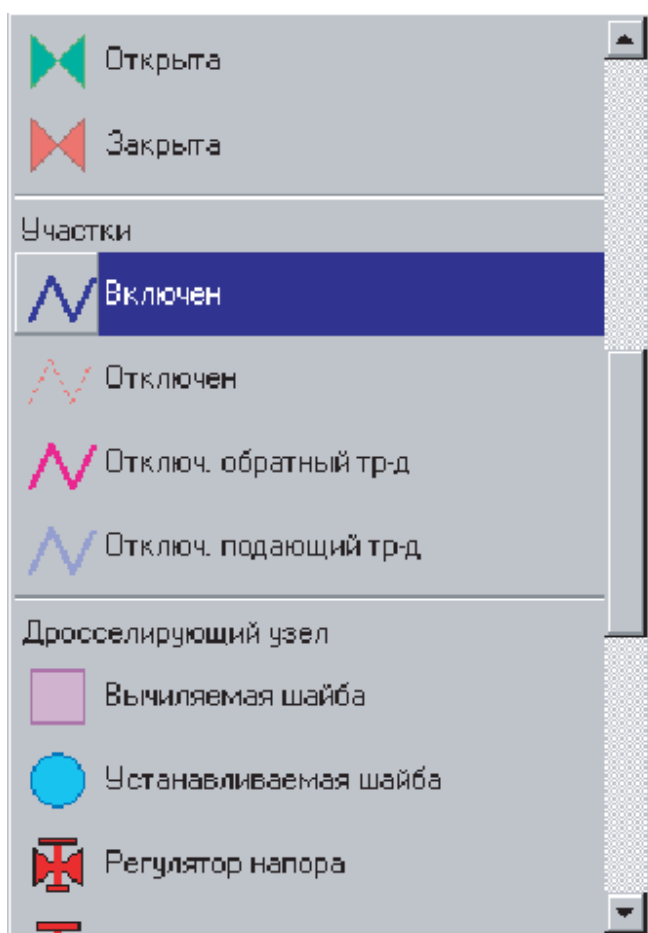 Открыта
Закрыта
Участки
Включен
Отключен
Отключ. обратный тр-д
Отключ. подающий тр-д
Дросселирующий узел
Вычиляемая шайба
Устанавливаемая шайба
Регулятор напора